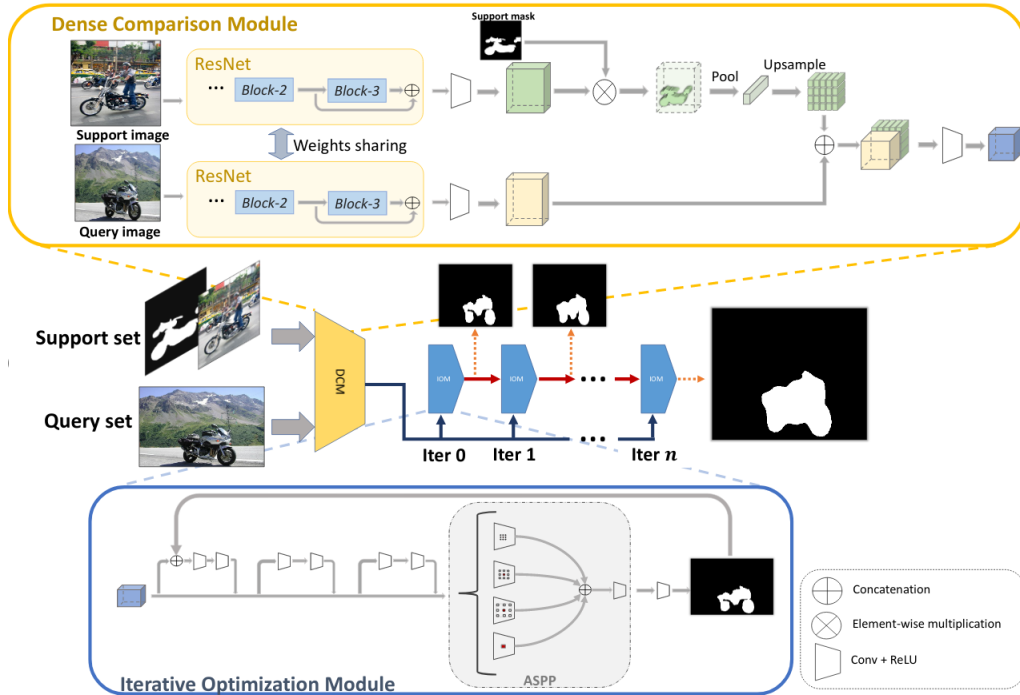 Dense Comparison Module
Support mask
ResNet
••• Block-2 Block-3
Pool
Upsample
Support image
Weights sharing
ResNet
••• Block-2 Block-3
Query image
Support set
DCM
IOM
IOM
•••
IOM
Query set
•••
Iter 0
Iter 1
Iter n
Concatenation
Element-wise multiplication
Conv + ReLU
ASPP
Iterative Optimization Module